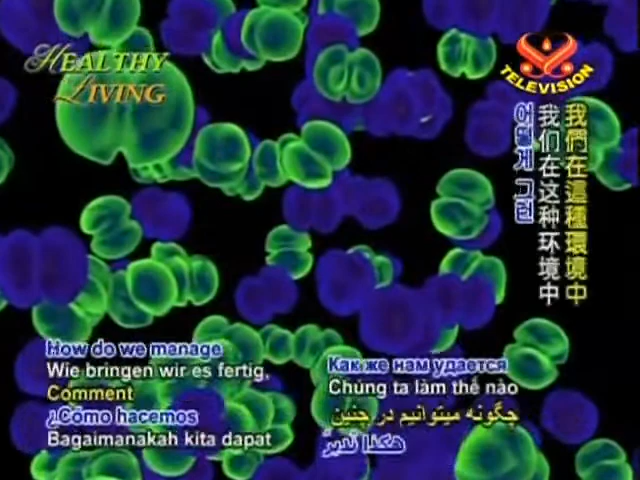 HEALTHY
LIVING
TELEVISION
我們在這種環境中
我们在这种环境中
어떻게 그런
How do we manage
Wie bringen wir es fertig,
Comment
¿Cómo hacemos
Bagaimanakah kita dapat
Как же нам удается
Chúng ta làm thế nào
چگونه میتوانیم در چنین
هكذا تدبر